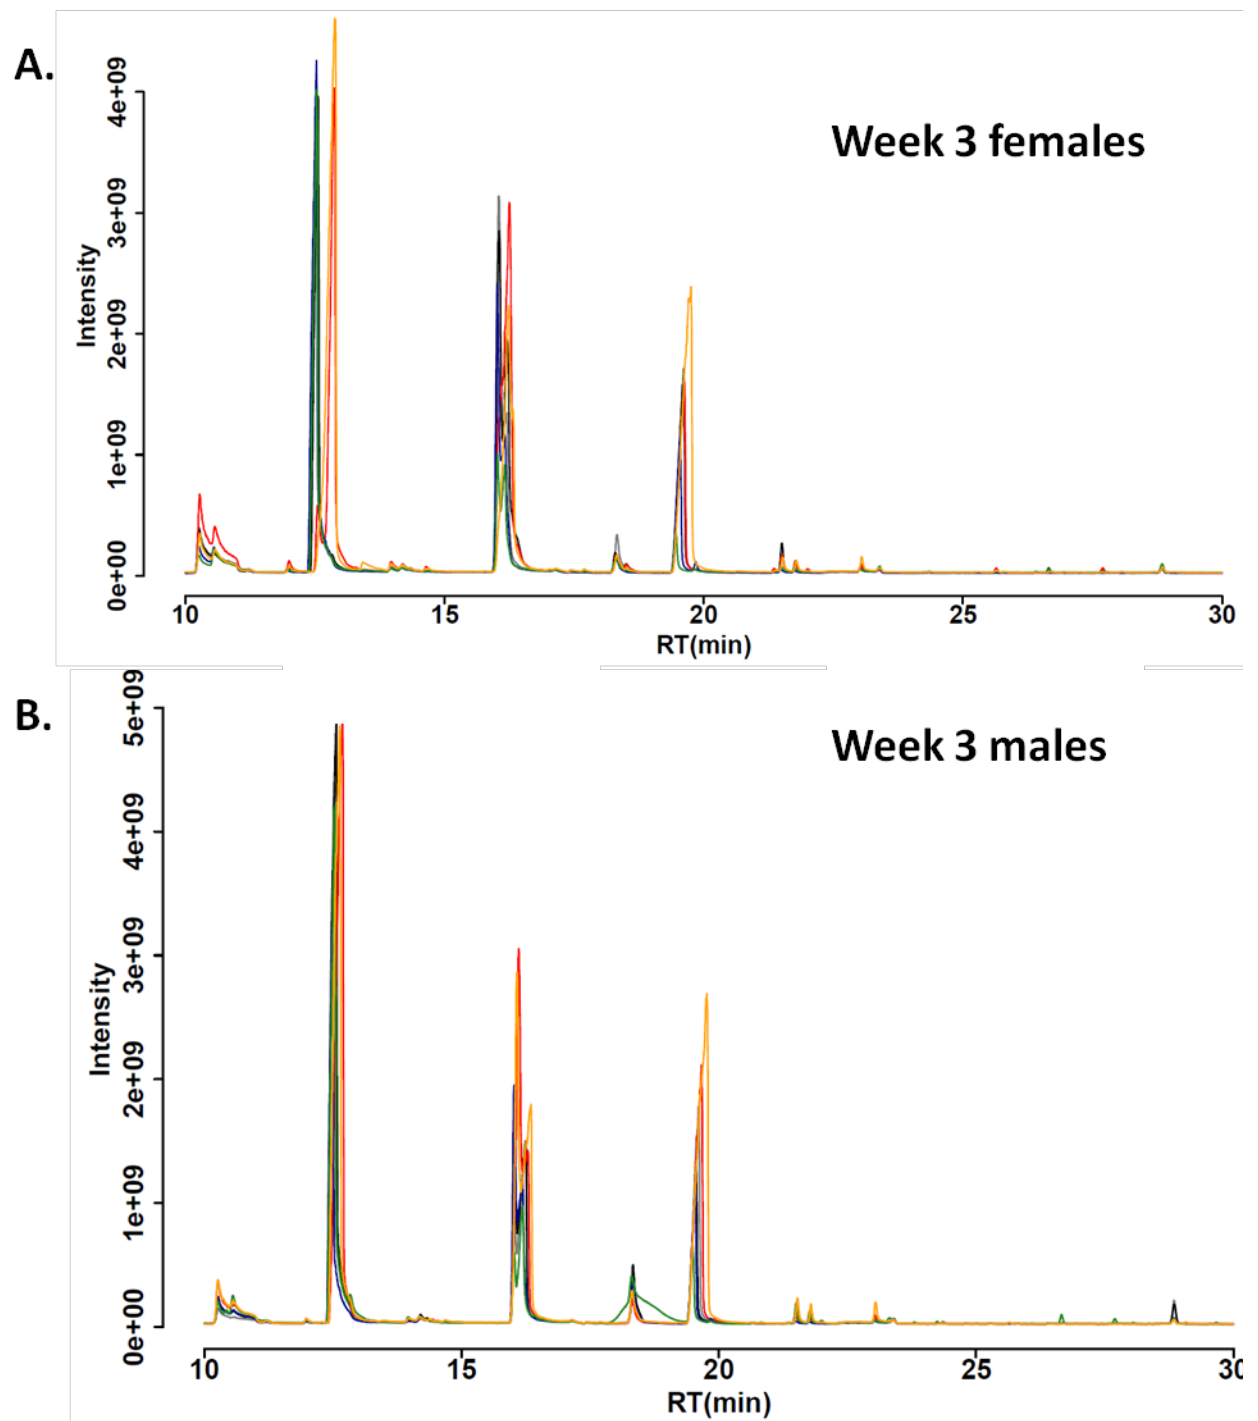 A.
Week 3 females
Intensity
0e+00 1e+09 2e+09 3e+09 4e+09
10 15 20 25 30
RT(min)
B.
Week 3 males
Intensity
0e+00 1e+09 2e+09 3e+09 4e+09 5e+09
10 15 20 25 30
RT(min)